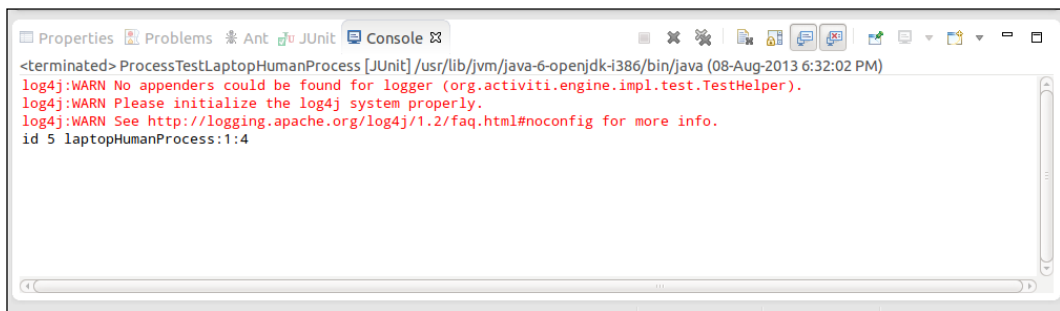 Properties Problems Ant JUnit Console
<terminated> ProcessTestLaptopHumanProcess [JUnit] /usr/lib/jvm/java-6-openjdk-i386/bin/java (08-Aug-2013 6:32:02 PM)
log4j:WARN No appenders could be found for logger (org.activiti.engine.impl.test.TestHelper).
log4j:WARN Please initialize the log4j system properly.
log4j:WARN See http://logging.apache.org/log4j/1.2/faq.html#noconfig for more info.
id 5 laptopHumanProcess:1:4